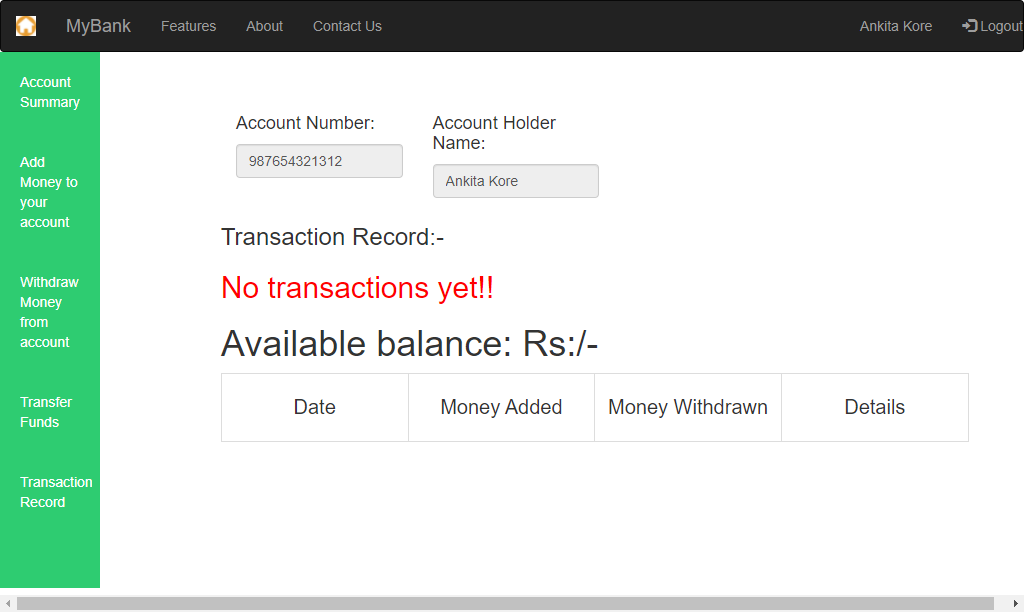 MyBank Features About Contact Us Ankita Kore Logout
Account
Summary
Add
Money to
your
account
Withdraw
Money
from
account
Transfer
Funds
Transaction
Record
Account Number:
987654321312
Account Holder
Name:
Ankita Kore
Transaction Record:-
No transactions yet!!
Available balance: Rs:/-
Date Money Added Money Withdrawn Details